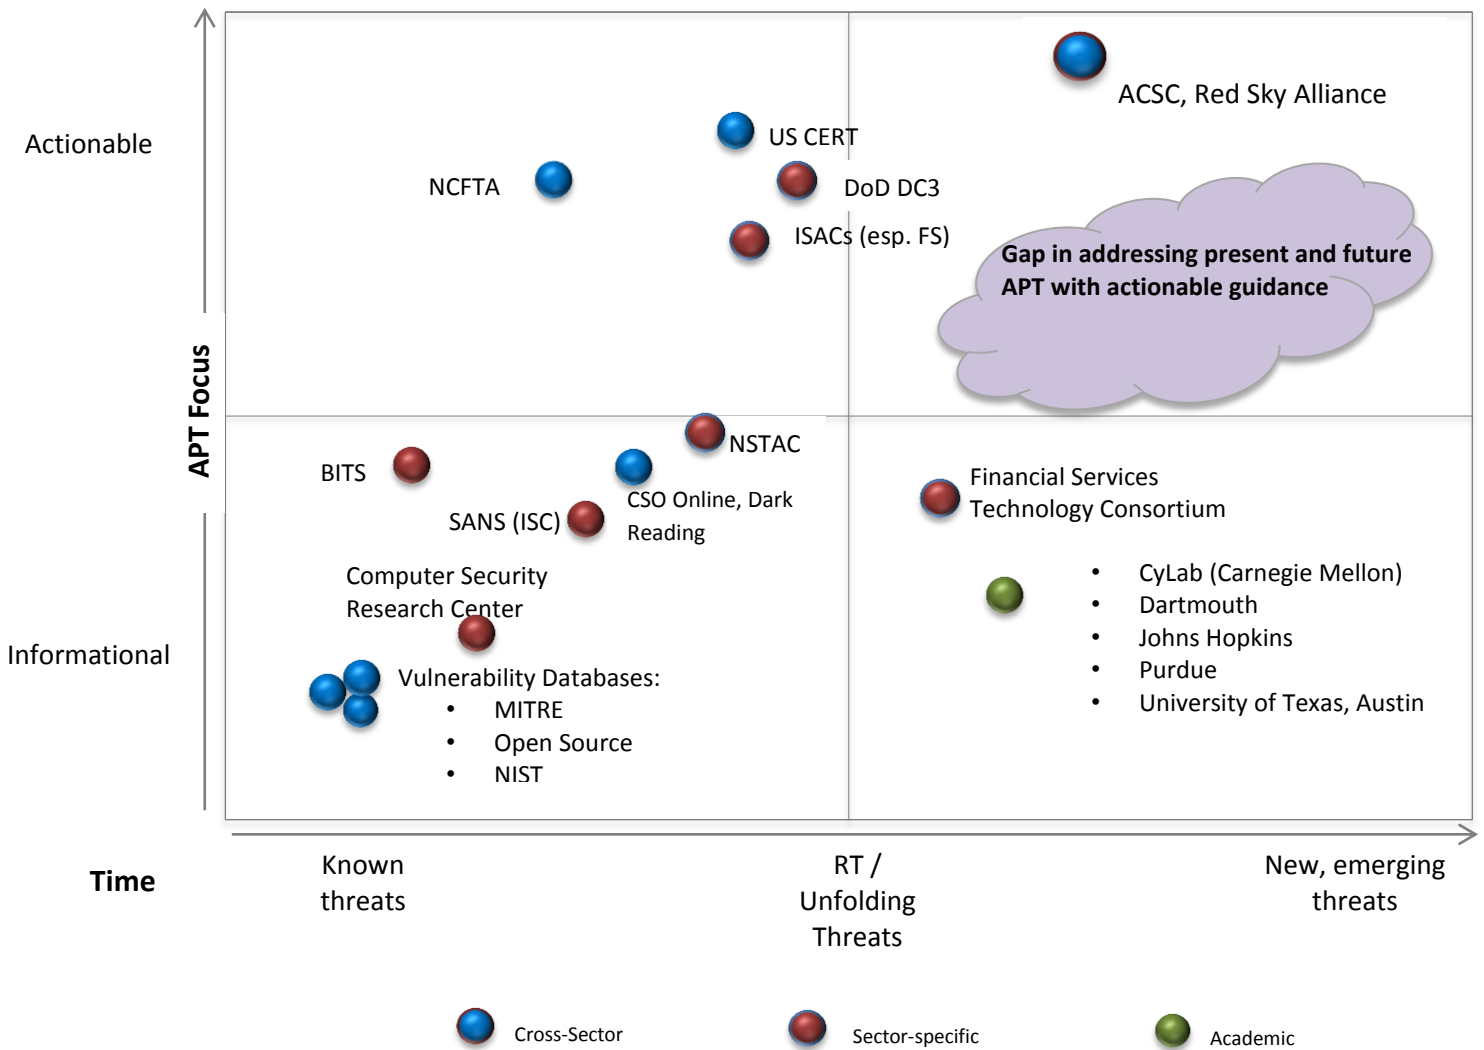 ACSC, Red Sky Alliance
Actionable
US CERT
NCFTA
DoD DC3
ISACs (esp. FS)
Gap in addressing present and future
APT with actionable guidance
APT Focus
NSTAC
BITS
CSO Online, Dark
Reading
SANS (ISC)
Financial Services
Technology Consortium
Computer Security
Research Center
• CyLab (Carnegie Mellon)
• Dartmouth
• Johns Hopkins
• Purdue
• University of Texas, Austin
Informational
Vulnerability Databases:
• MITRE
• Open Source
• NIST
Time
Known
threats
RT /
Unfolding
Threats
New, emerging
threats
Cross-Sector
Sector-specific
Academic